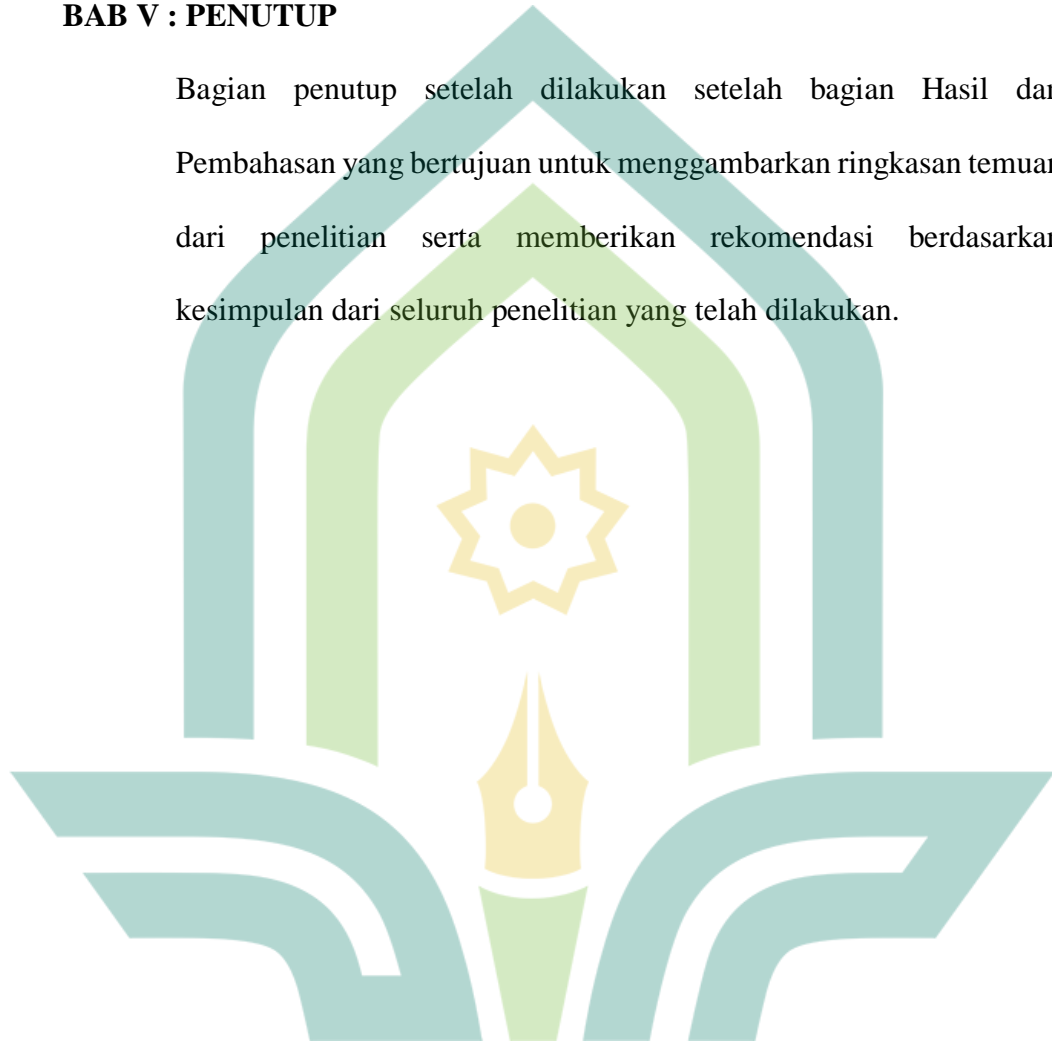 BAB V : PENUTUP
Bagian penutup setelah dilakukan setelah bagian Hasil dan
Pembahasan yang bertujuan untuk menggambarkan ringkasan temuan
dari penelitian serta memberikan rekomendasi berdasarkan
kesimpulan dari seluruh penelitian yang telah dilakukan.